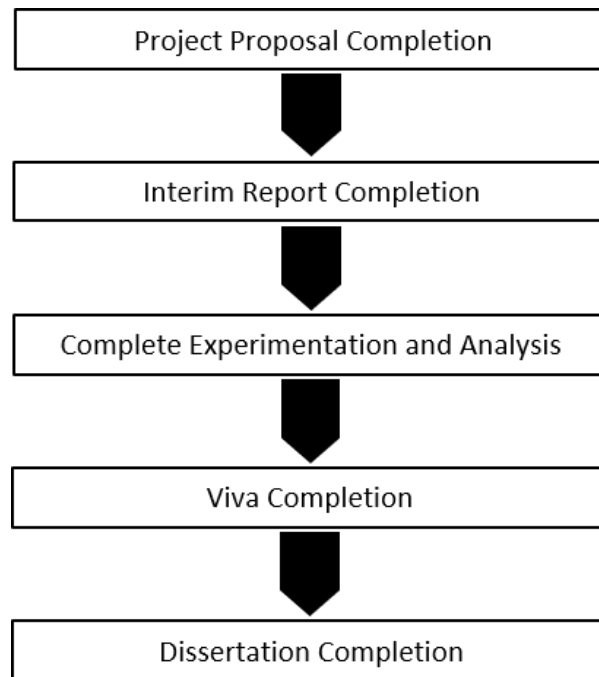 Project Proposal Completion
Interim Report Completion
Complete Experimentation and Analysis
Viva Completion
Dissertation Completion